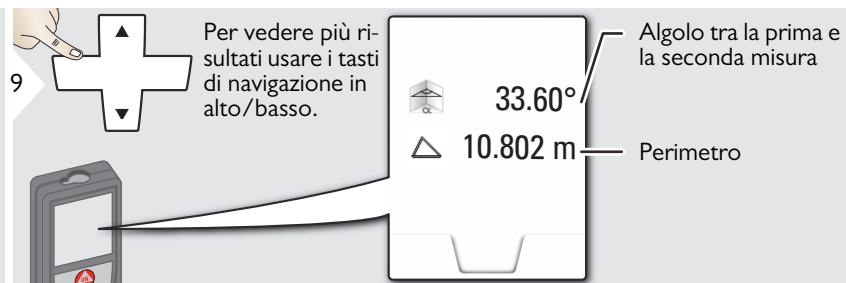 9
Per vedere più ri-
sultati usare i tasti
di navigazione in
alto/basso.
α
33.60°
10.802 m
Algolo tra la prima e
la seconda misura
Perimetro